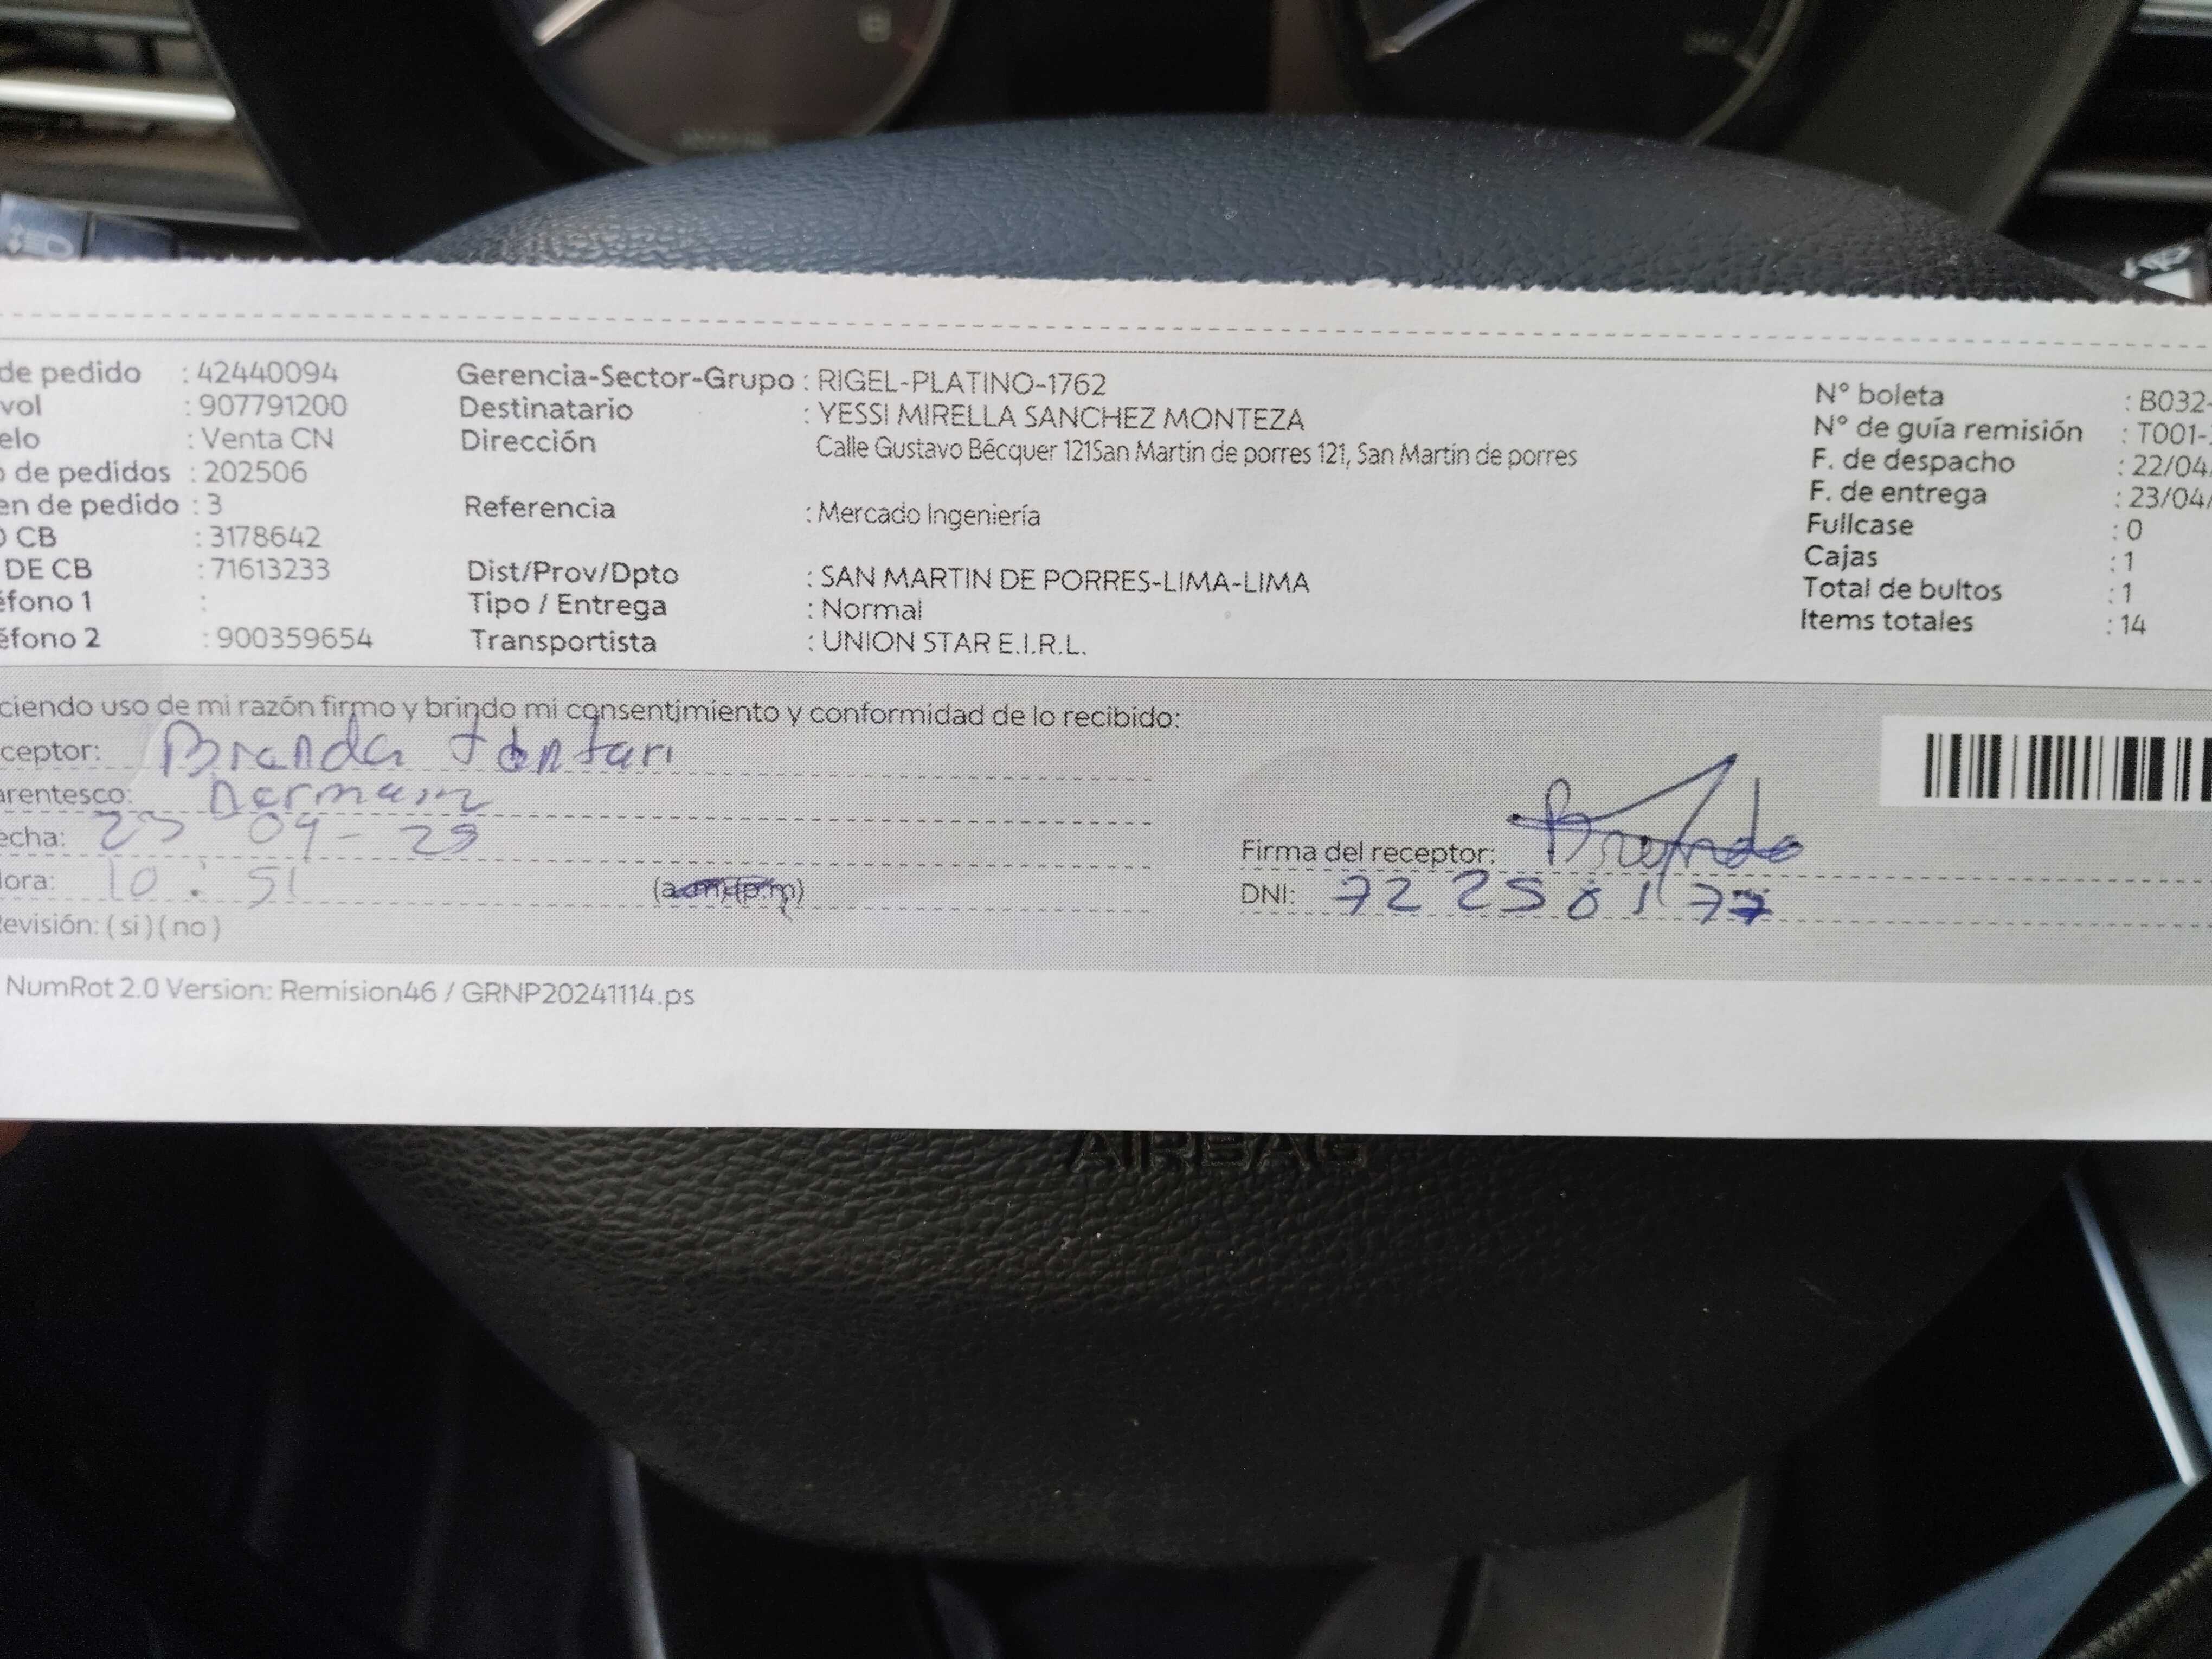 de pedido : 42440094 Gerencia-Sector-Grupo : RIGEL-PLATINO-1762 N° boleta : B032-
vol : 907791200 Destinatario : YESSI MIRELLA SANCHEZ MONTEZA N° de guía remisión : T001-
elo : Venta CN Dirección Calle Gustavo Bécquer 121San Martin de porres 121, San Martin de porres F. de despacho : 22/04
o de pedidos : 202506 F. de entrega : 23/04/
en de pedido : 3 Referencia : Mercado Ingeniería Fullcase : 0
O CB : 3178642 Cajas : 1
DE CB : 71613233 Dist/Prov/Dpto : SAN MARTIN DE PORRES-LIMA-LIMA Total de bultos : 1
éfono 1 : Tipo / Entrega : Normal Items totales : 14
éfono 2 : 900359654 Transportista : UNION STAR E.I.R.L.
ciendo uso de mi razón firmo y brindo mi consentimiento y conformidad de lo recibido:
ceptor: Branda
arentesco:
echa: 23 04-25 Firma del receptor:
ora: 10:51 (a.m)(p.m) DNI:
evisión: (si)(no)
NumRot 2.0 Version: Remision46 / GRNP20241114.ps
AIRBAG